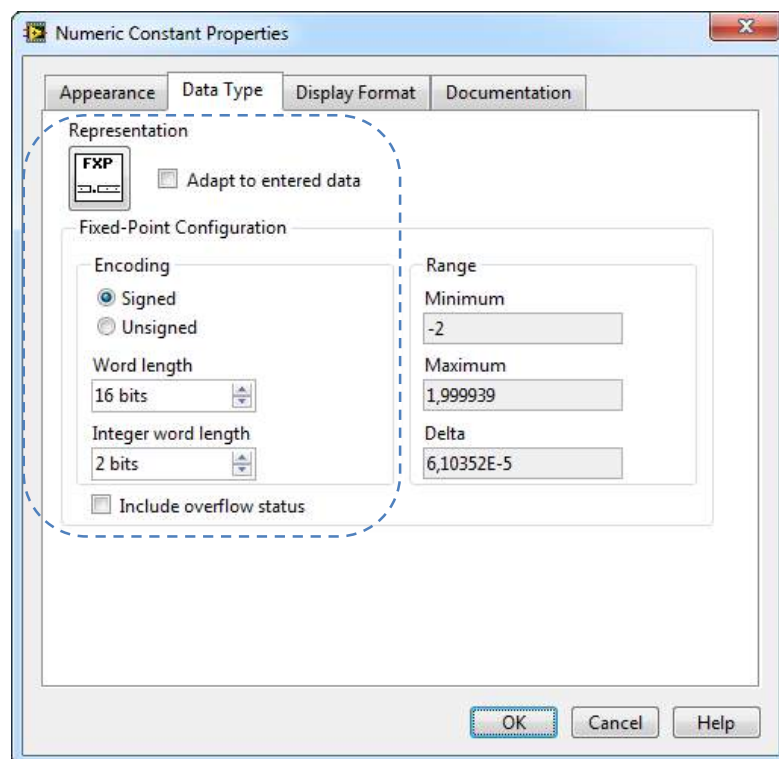 Numeric Constant Properties
Appearance Data Type Display Format Documentation
Representation
FXP
Adapt to entered data
Fixed-Point Configuration
Encoding
Signed
Unsigned
Word length
16 bits
Integer word length
2 bits
Include overflow status
Range
Minimum
-2
Maximum
1,999939
Delta
6,10352E-5
OK Cancel Help